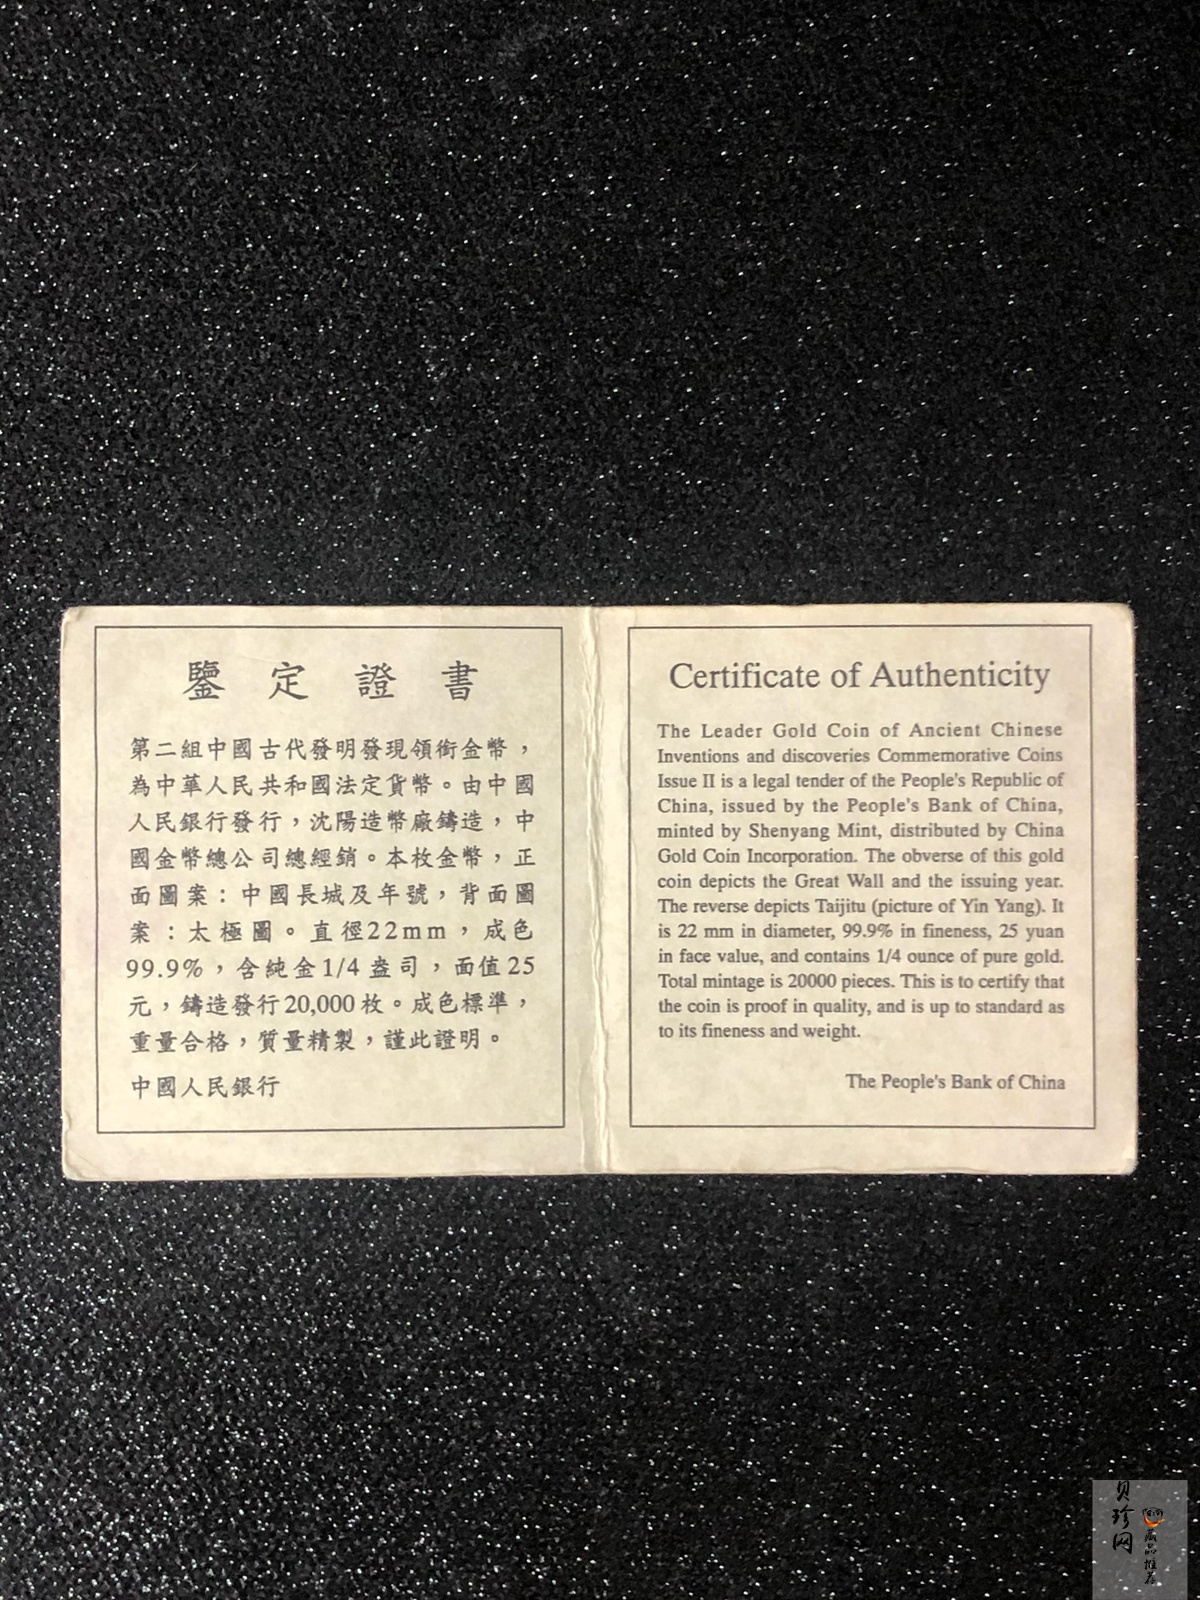 鑒定證書
第二組中國古代發明發現領銜金幣，
為中華人民共和國法定貨幣。由中國
人民銀行發行，沈陽造幣廠鑄造，中
國金幣總公司總經銷。本枚金幣，正
面圖案：中國長城及年號，背面圖
案：太極圖。直徑22mm，成色
99.9%，含純金1/4盎司，面值25
元，鑄造發行20,000枚。成色標準，
重量合格，質量精製，謹此證明。
中國人民銀行
Certificate of Authenticity
The Leader Gold Coin of Ancient Chinese
Inventions and discoveries Commemorative Coins
Issue II is a legal tender of the People's Republic of
China, issued by the People's Bank of China,
minted by Shenyang Mint, distributed by China
Gold Coin Incorporation. The obverse of this gold
coin depicts the Great Wall and the issuing year.
The reverse depicts Taijitu (picture of Yin Yang). It
is 22 mm in diameter, 99.9% in fineness, 25 yuan
in face value, and contains 1/4 ounce of pure gold.
Total mintage is 20000 pieces. This is to certify that
the coin is proof in quality, and is up to standard as
to its fineness and weight.
The People's Bank of China
贝珍网
藏品推荐